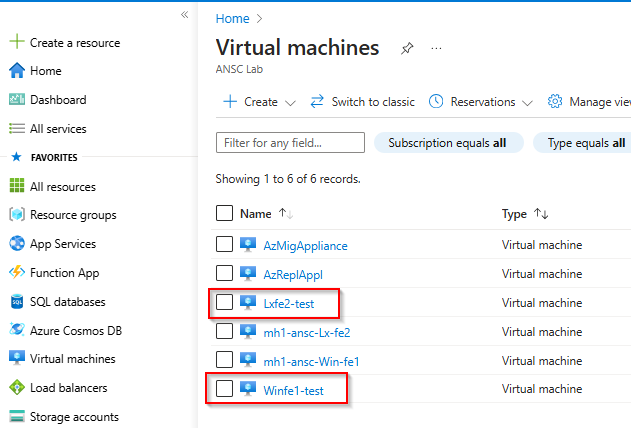 «
Create a resource
Home
Dashboard
All services
FAVORITES
All resources
Resource groups
App Services
Function App
SQL databases
Azure Cosmos DB
Virtual machines
Load balancers
Storage accounts
Home >
Virtual machines
...
ANSC Lab
+ Create Switch to classic Reservations Manage view
Filter for any field... Subscription equals all Type equals all
Showing 1 to 6 of 6 records.
Name ↑↓ Type ↑↓
AzMigAppliance Virtual machine
AzReplAppl Virtual machine
Lxfe2-test Virtual machine
mh1-ansc-Lx-fe2 Virtual machine
mh1-ansc-Win-fe1 Virtual machine
Winfe1-test Virtual machine